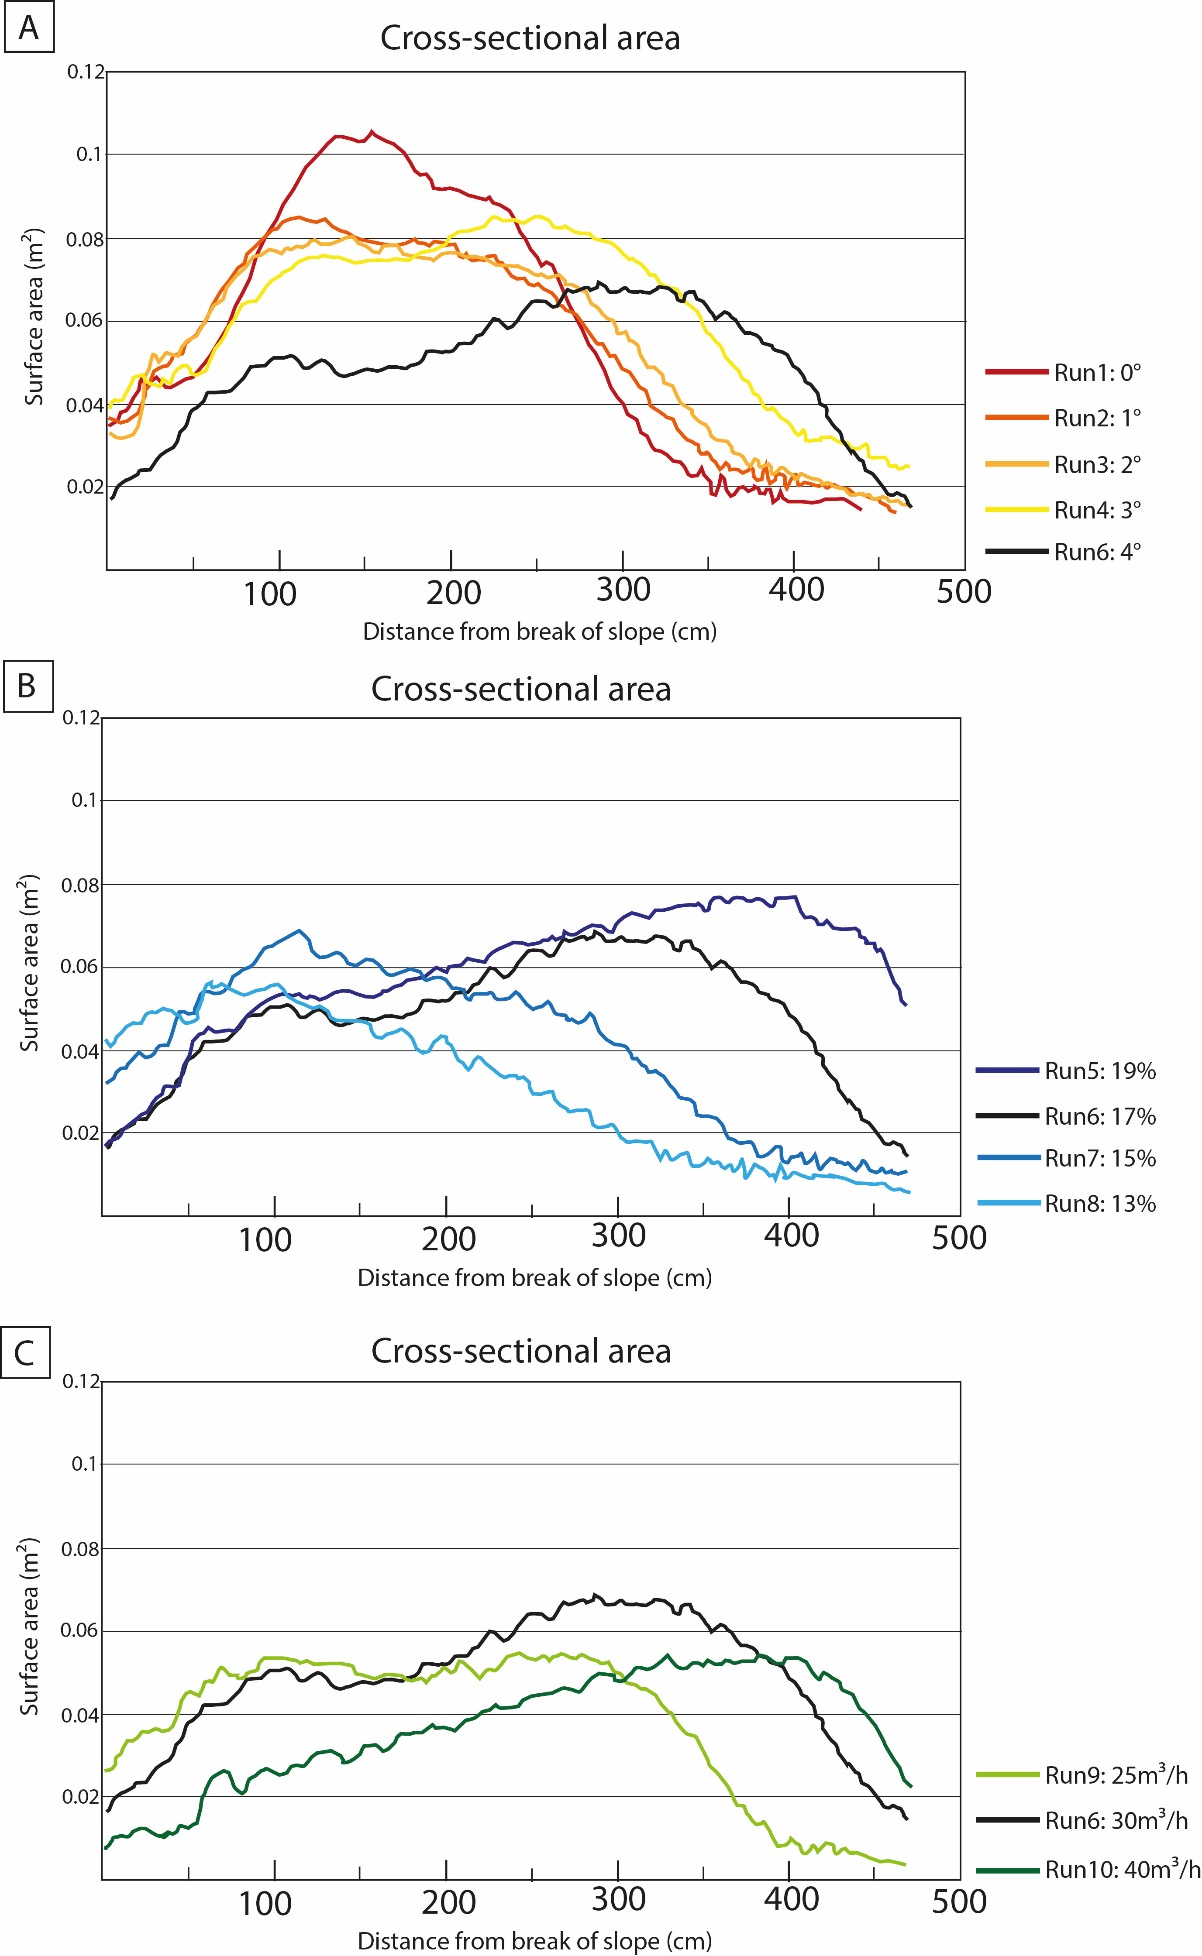 A
Cross-sectional area
0.12
0.1
0.08
0.06
0.04
0.02
Surface area (m²)
100 200 300 400 500
Distance from break of slope (cm)
Run1: 0°
Run2: 1°
Run3: 2°
Run4: 3°
Run6: 4°
B
Cross-sectional area
0.12
0.1
0.08
0.06
0.04
0.02
Surface area (m²)
100 200 300 400 500
Distance from break of slope (cm)
Run5: 19%
Run6: 17%
Run7: 15%
Run8: 13%
C
Cross-sectional area
0.12
0.1
0.08
0.06
0.04
0.02
Surface area (m²)
100 200 300 400 500
Distance from break of slope (cm)
Run9: 25m³/h
Run6: 30m³/h
Run10: 40m³/h